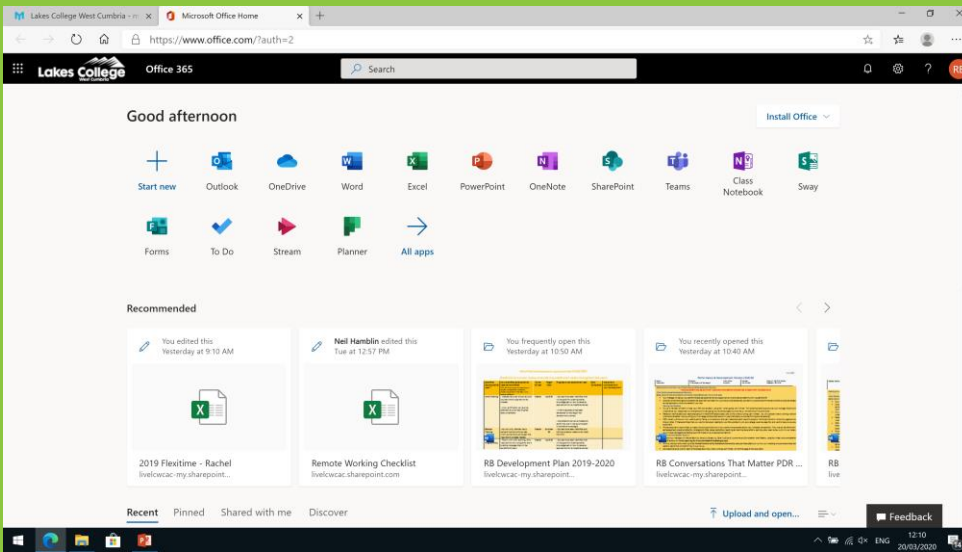 Lakes College West Cumbria - m
Microsoft Office Home
https://www.office.com/?auth=2
Lakes College
West Cumbria
Office 365
Search
RB
Good afternoon
Install Office
Start new
Outlook
OneDrive
Word
Excel
PowerPoint
OneNote
SharePoint
Teams
Class
Notebook
Sway
Forms
To Do
Stream
Planner
All apps
Recommended
You edited this
Yesterday at 9:10 AM
2019 Flexitime - Rachel
livelcwcac-my.sharepoint...
Neil Hamblin edited this
Tue at 12:57 PM
Remote Working Checklist
livelcwcac.sharepoint.com
You frequently open this
Yesterday at 10:50 AM
RB Development Plan 2019-2020
livelcwcac-my.sharepoint...
You recently opened this
Yesterday at 10:40 AM
RB Conversations That Matter PDR ...
livelcwcac-my.sharepoint...
RB
live
Recent
Pinned
Shared with me
Discover
Upload and open...
Feedback
ENG
12:10
20/03/2020